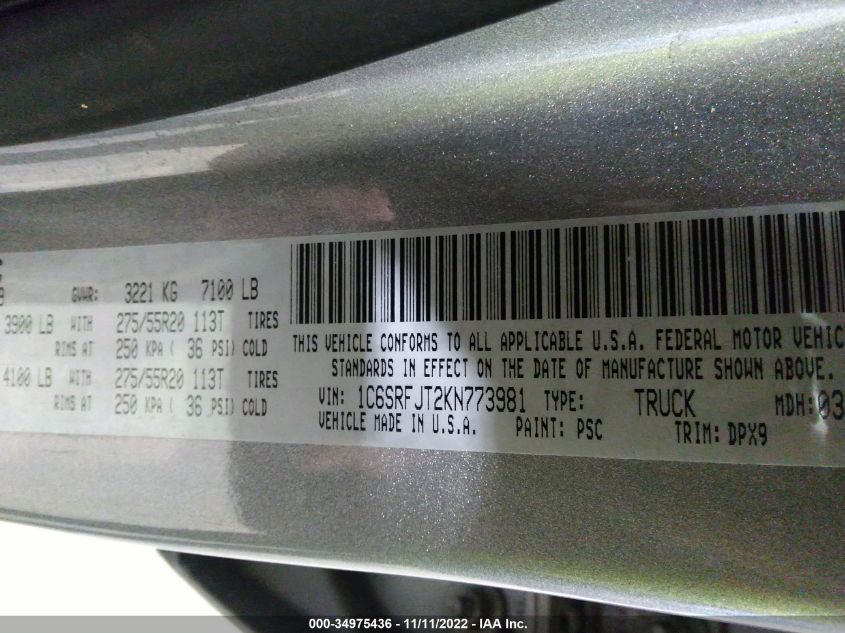 GVWR: 3221 KG 7100 LB
3900 LB WITH 275/55R20 113T TIRES
RIMS AT 250 KPA ( 36 PSI) COLD
4100 LB WITH 275/55R20 113T TIRES
RIMS AT 250 KPA ( 36 PSI) COLD
THIS VEHICLE CONFORMS TO ALL APPLICABLE U.S.A. FEDERAL MOTOR VEHIC
STANDARDS IN EFFECT ON THE DATE OF MANUFACTURE SHOWN ABOVE.
VIN: 1C6SRFJT2KN773981 TYPE: TRUCK MDH: 03
VEHICLE MADE IN U.S.A. PAINT: PSC TRIM: DPX9
000-34975436 - 11/11/2022 - IAA Inc.